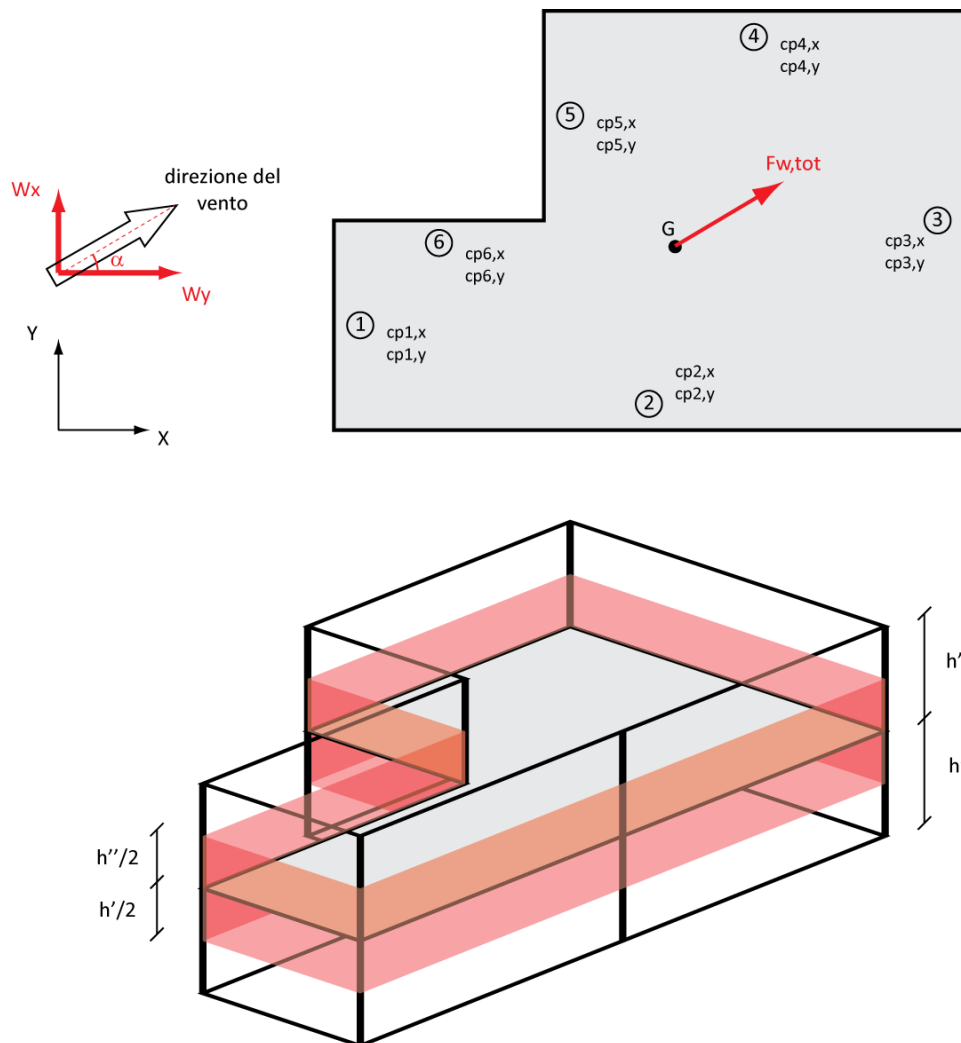 4
cp4,x
cp4,y
5
cp5,x
cp5,y
direzione del
vento
Wx
α
Wy
Fw,tot
G
3
cp3,x
cp3,y
6
cp6,x
cp6,y
1
cp1,x
cp1,y
Y
X
cp2,x
cp2,y
2
h'
h
h''/2
h'/2